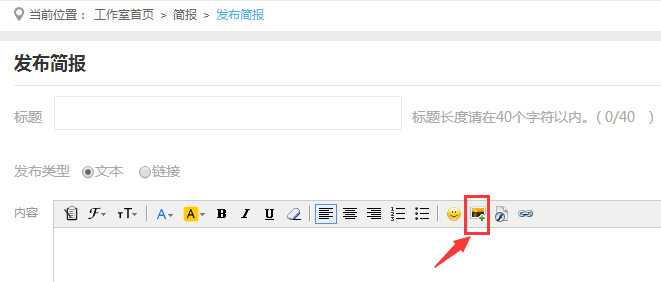 当前位置： 工作室首页 > 简报 > 发布简报
发布简报
标题 标题长度请在40个字符以内。( 0/40 )
发布类型 文本 链接
内容 F TT A A B I U